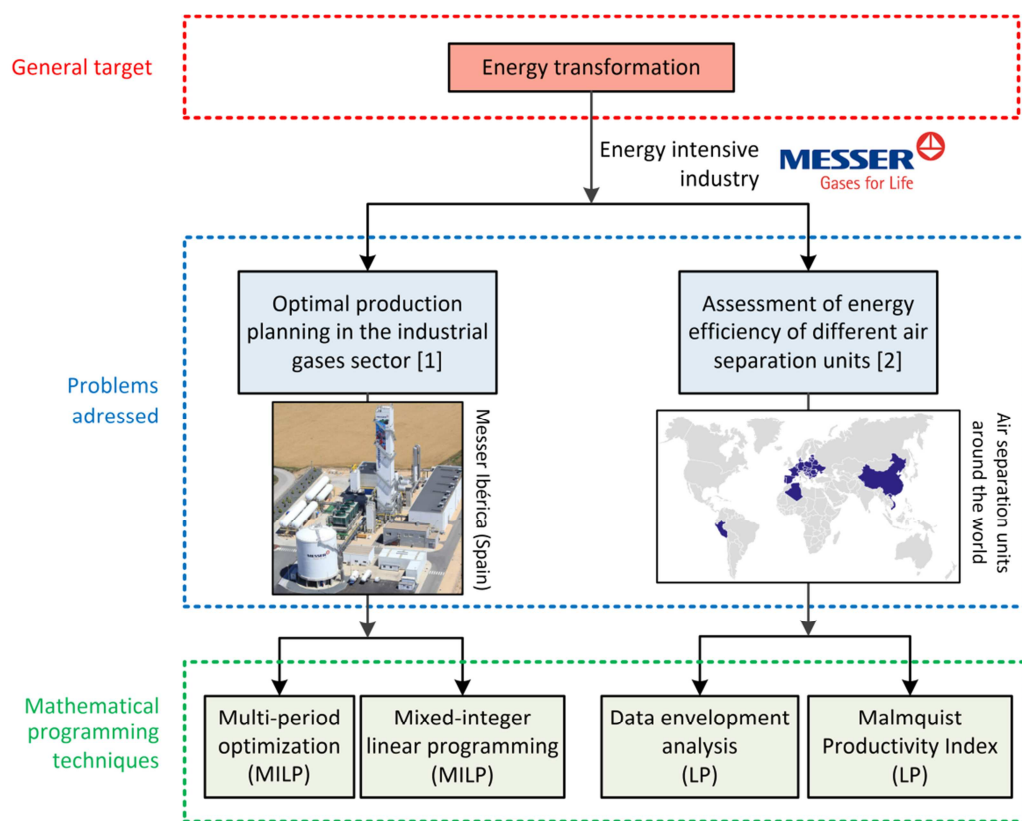 General target
Energy transformation
Energy intensive
industry
MESSER
Gases for Life
Problems
adressed
Optimal production
planning in the industrial
gases sector [1]
Assessment of energy
efficiency of different air
separation units [2]
MESSER
Messer Ibérica (Spain)
Air separation units
around the world
Mathematical
programming
techniques
Multi-period
optimization
(MILP)
Mixed-integer
linear programming
(MILP)
Data envelopment
analysis
(LP)
Malmquist
Productivity Index
(LP)